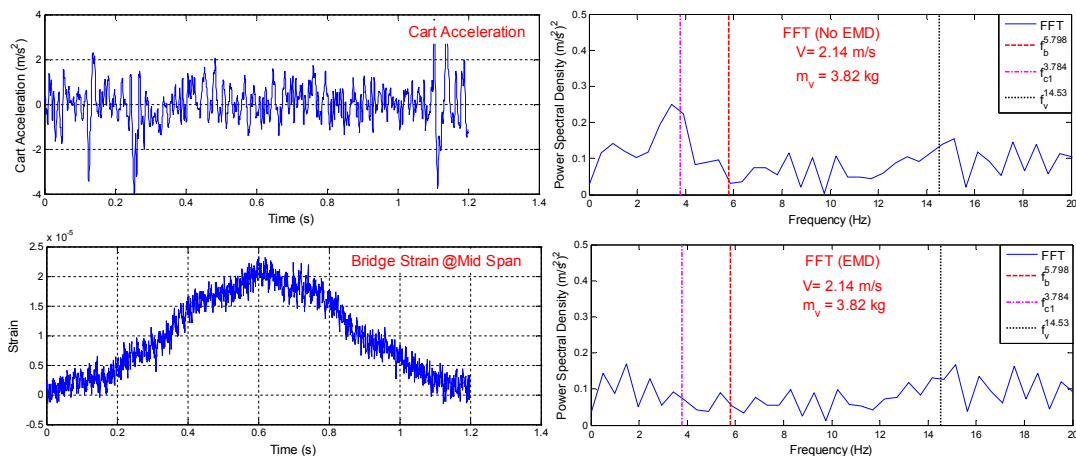 Cart Acceleration
Cart Acceleration (m/s²)
4
2
0
-2
-4
0 0.2 0.4 0.6 0.8 1 1.2 1.4
Time (s)
FFT (No EMD)
V= 2.14 m/s
m_v = 3.82 kg
FFT
f_b^5.798
f_c1^3.784
f_v^14.53
Power Spectral Density (m/s²)²
0.5
0.4
0.3
0.2
0.1
0
0 2 4 6 8 10 12 14 16 18 20
Frequency (Hz)
x 10^-5
Bridge Strain @Mid Span
Strain
2.5
2
1.5
1
0.5
0
-0.5
0 0.2 0.4 0.6 0.8 1 1.2 1.4
Time (s)
FFT (EMD)
V= 2.14 m/s
m_v = 3.82 kg
FFT
f_b^5.798
f_c1^3.784
f_v^14.53
Power Spectral Density (m/s²)²
0.5
0.4
0.3
0.2
0.1
0
0 2 4 6 8 10 12 14 16 18 20
Frequency (Hz)